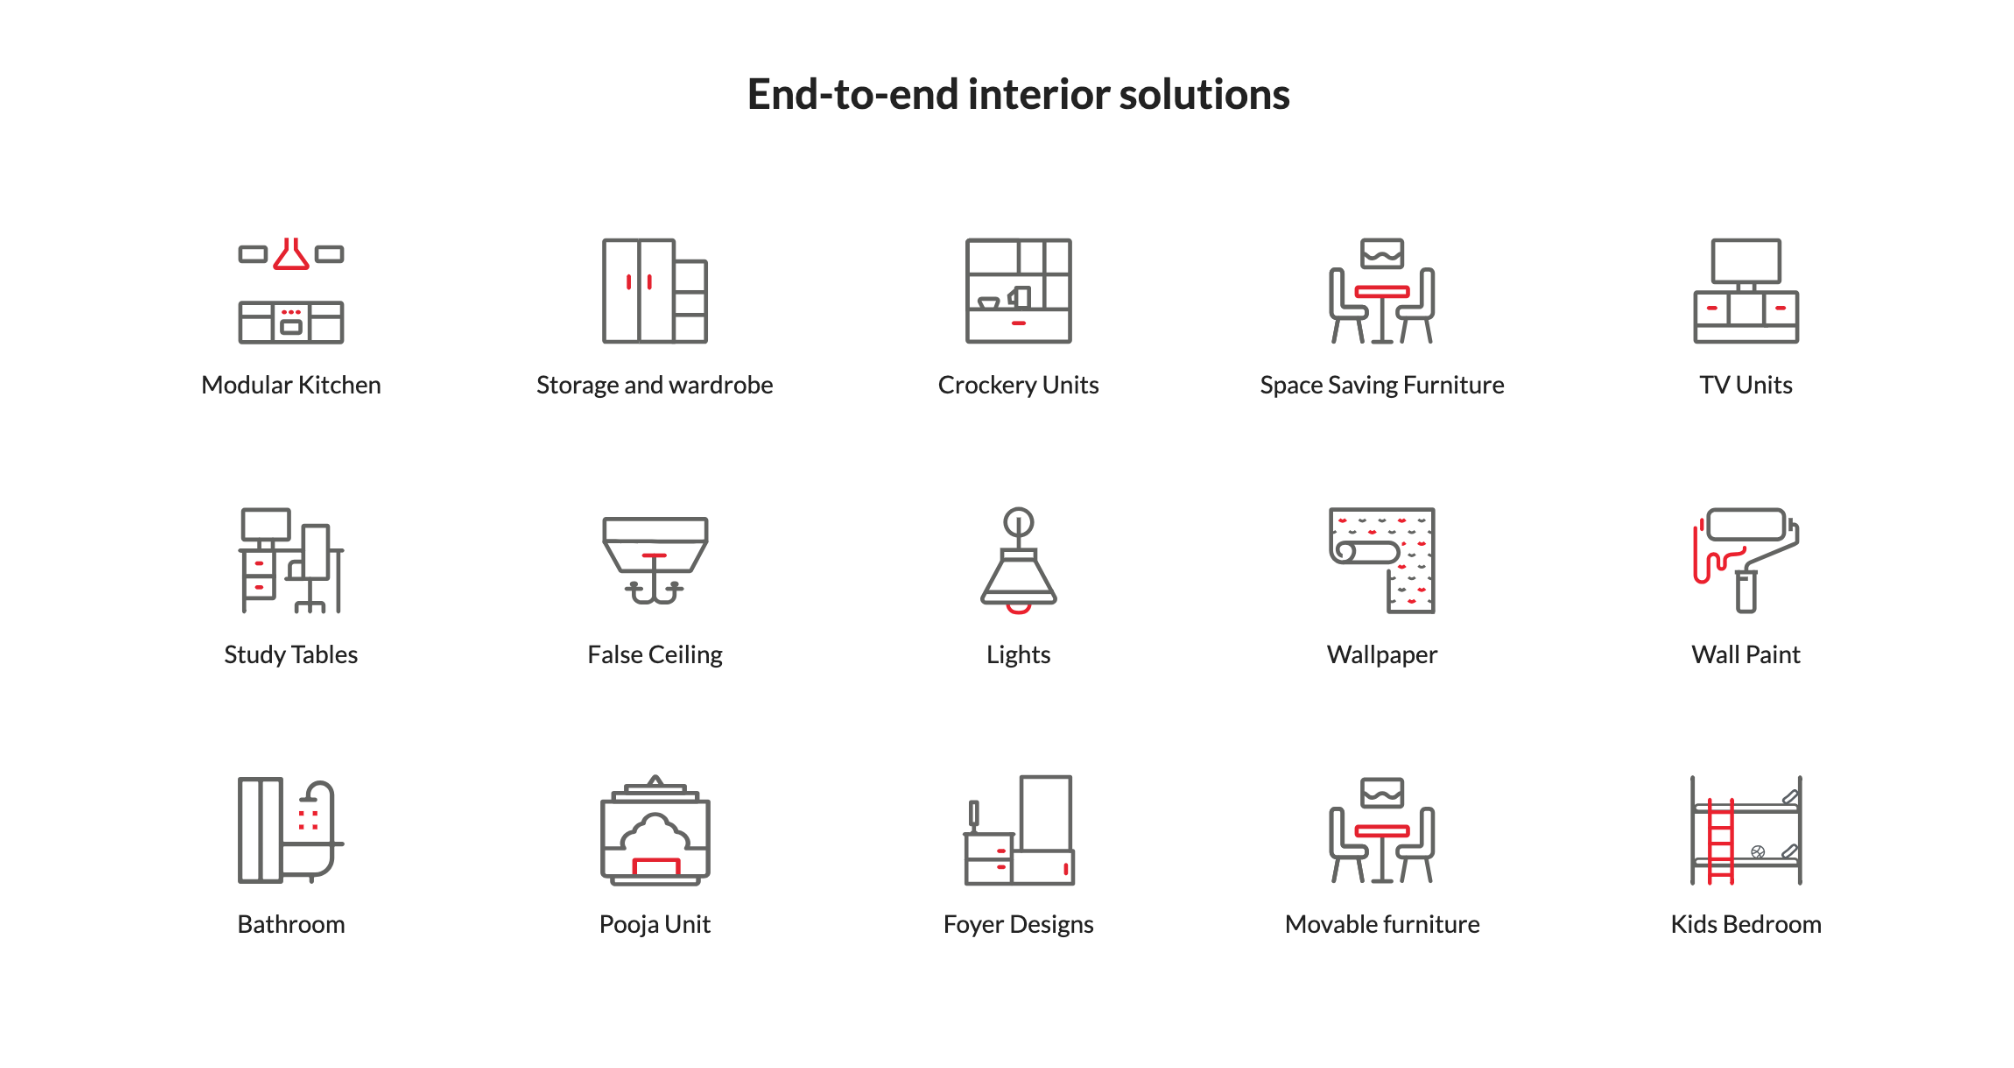 End-to-end interior solutions
Modular Kitchen
Storage and wardrobe
Crockery Units
Space Saving Furniture
TV Units
Study Tables
False Ceiling
Lights
Wallpaper
Wall Paint
Bathroom
Pooja Unit
Foyer Designs
Movable furniture
Kids Bedroom